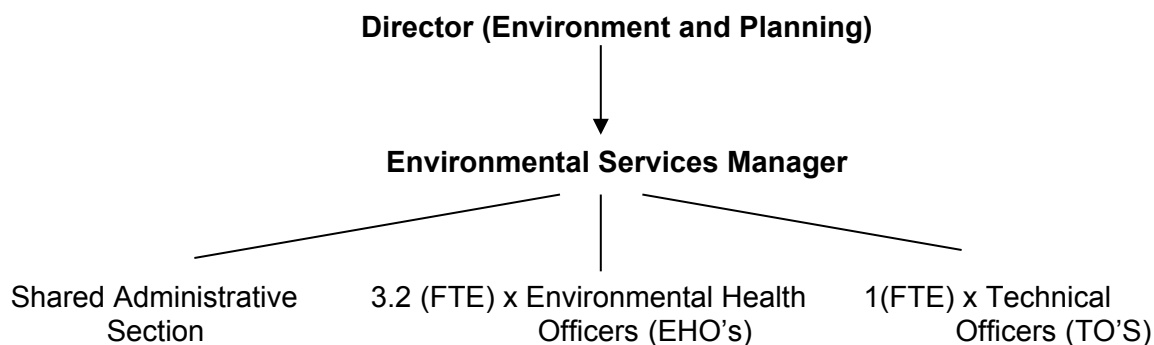 Director (Environment and Planning)
Environmental Services Manager
Shared Administrative
Section
3.2 (FTE) x Environmental Health
Officers (EHO’s)
1(FTE) x Technical
Officers (TO’S)